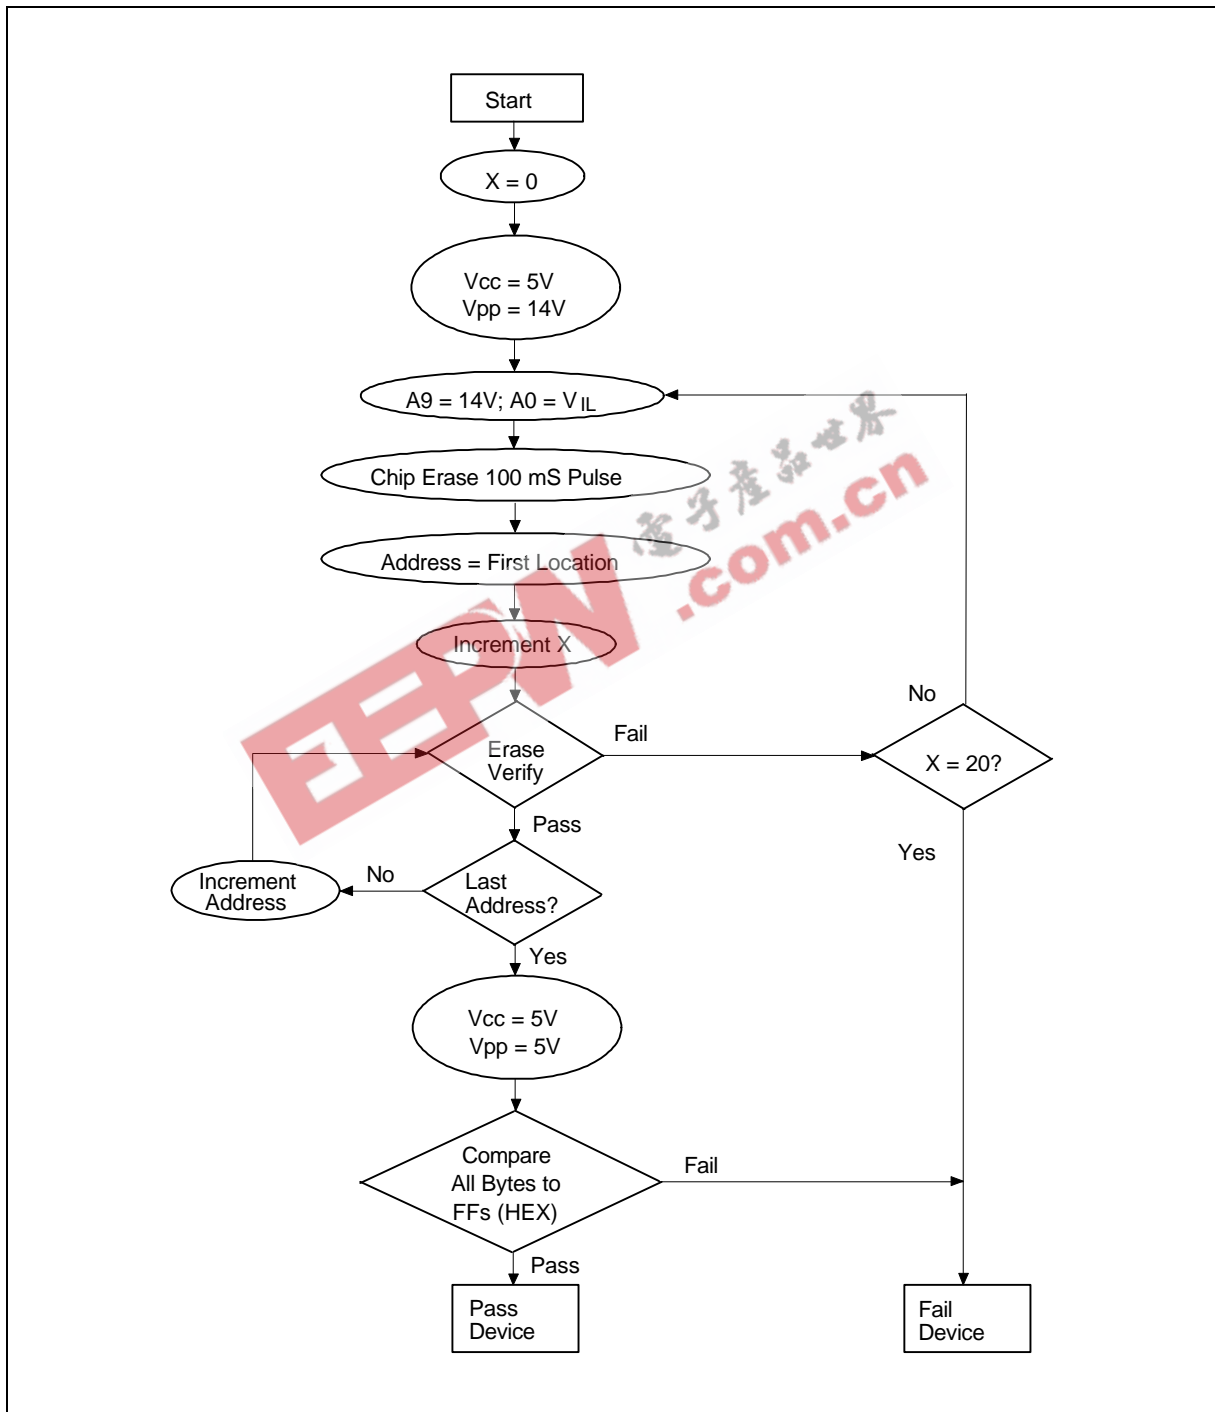 Start
X = 0
Vcc = 5V
Vpp = 14V
A9 = 14V; A0 = VIL
Chip Erase 100 mS Pulse
Address = First Location
Increment X
Erase
Verify
Fail
No
X = 20?
Yes
Pass
Increment
Address
No
Last
Address?
Yes
Vcc = 5V
Vpp = 5V
Compare
All Bytes to
FFs (HEX)
Fail
Pass
Pass
Device
Fail
Device
EEPW
.com.cn
電子產品世界